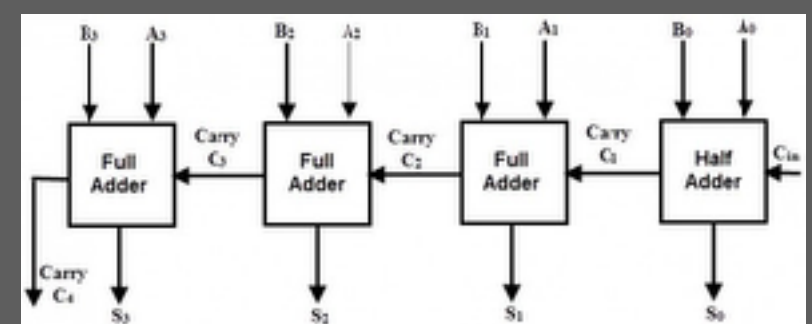 B3 A3 B2 A2 B1 A1 B0 A0
Carry C3 Carry C2 Carry C1 Cin
Full Adder Full Adder Full Adder Half Adder
Carry C4
S3 S2 S1 S0